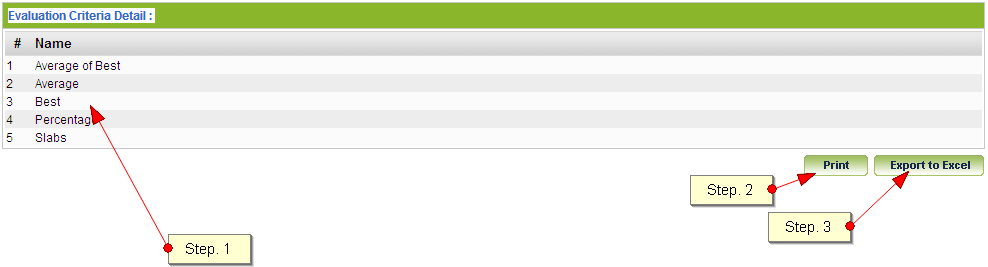 Evaluation Criteria Detail :
# Name
1 Average of Best
2 Average
3 Best
4 Percentag
5 Slabs
Print Export to Excel
Step. 2
Step. 3
Step. 1